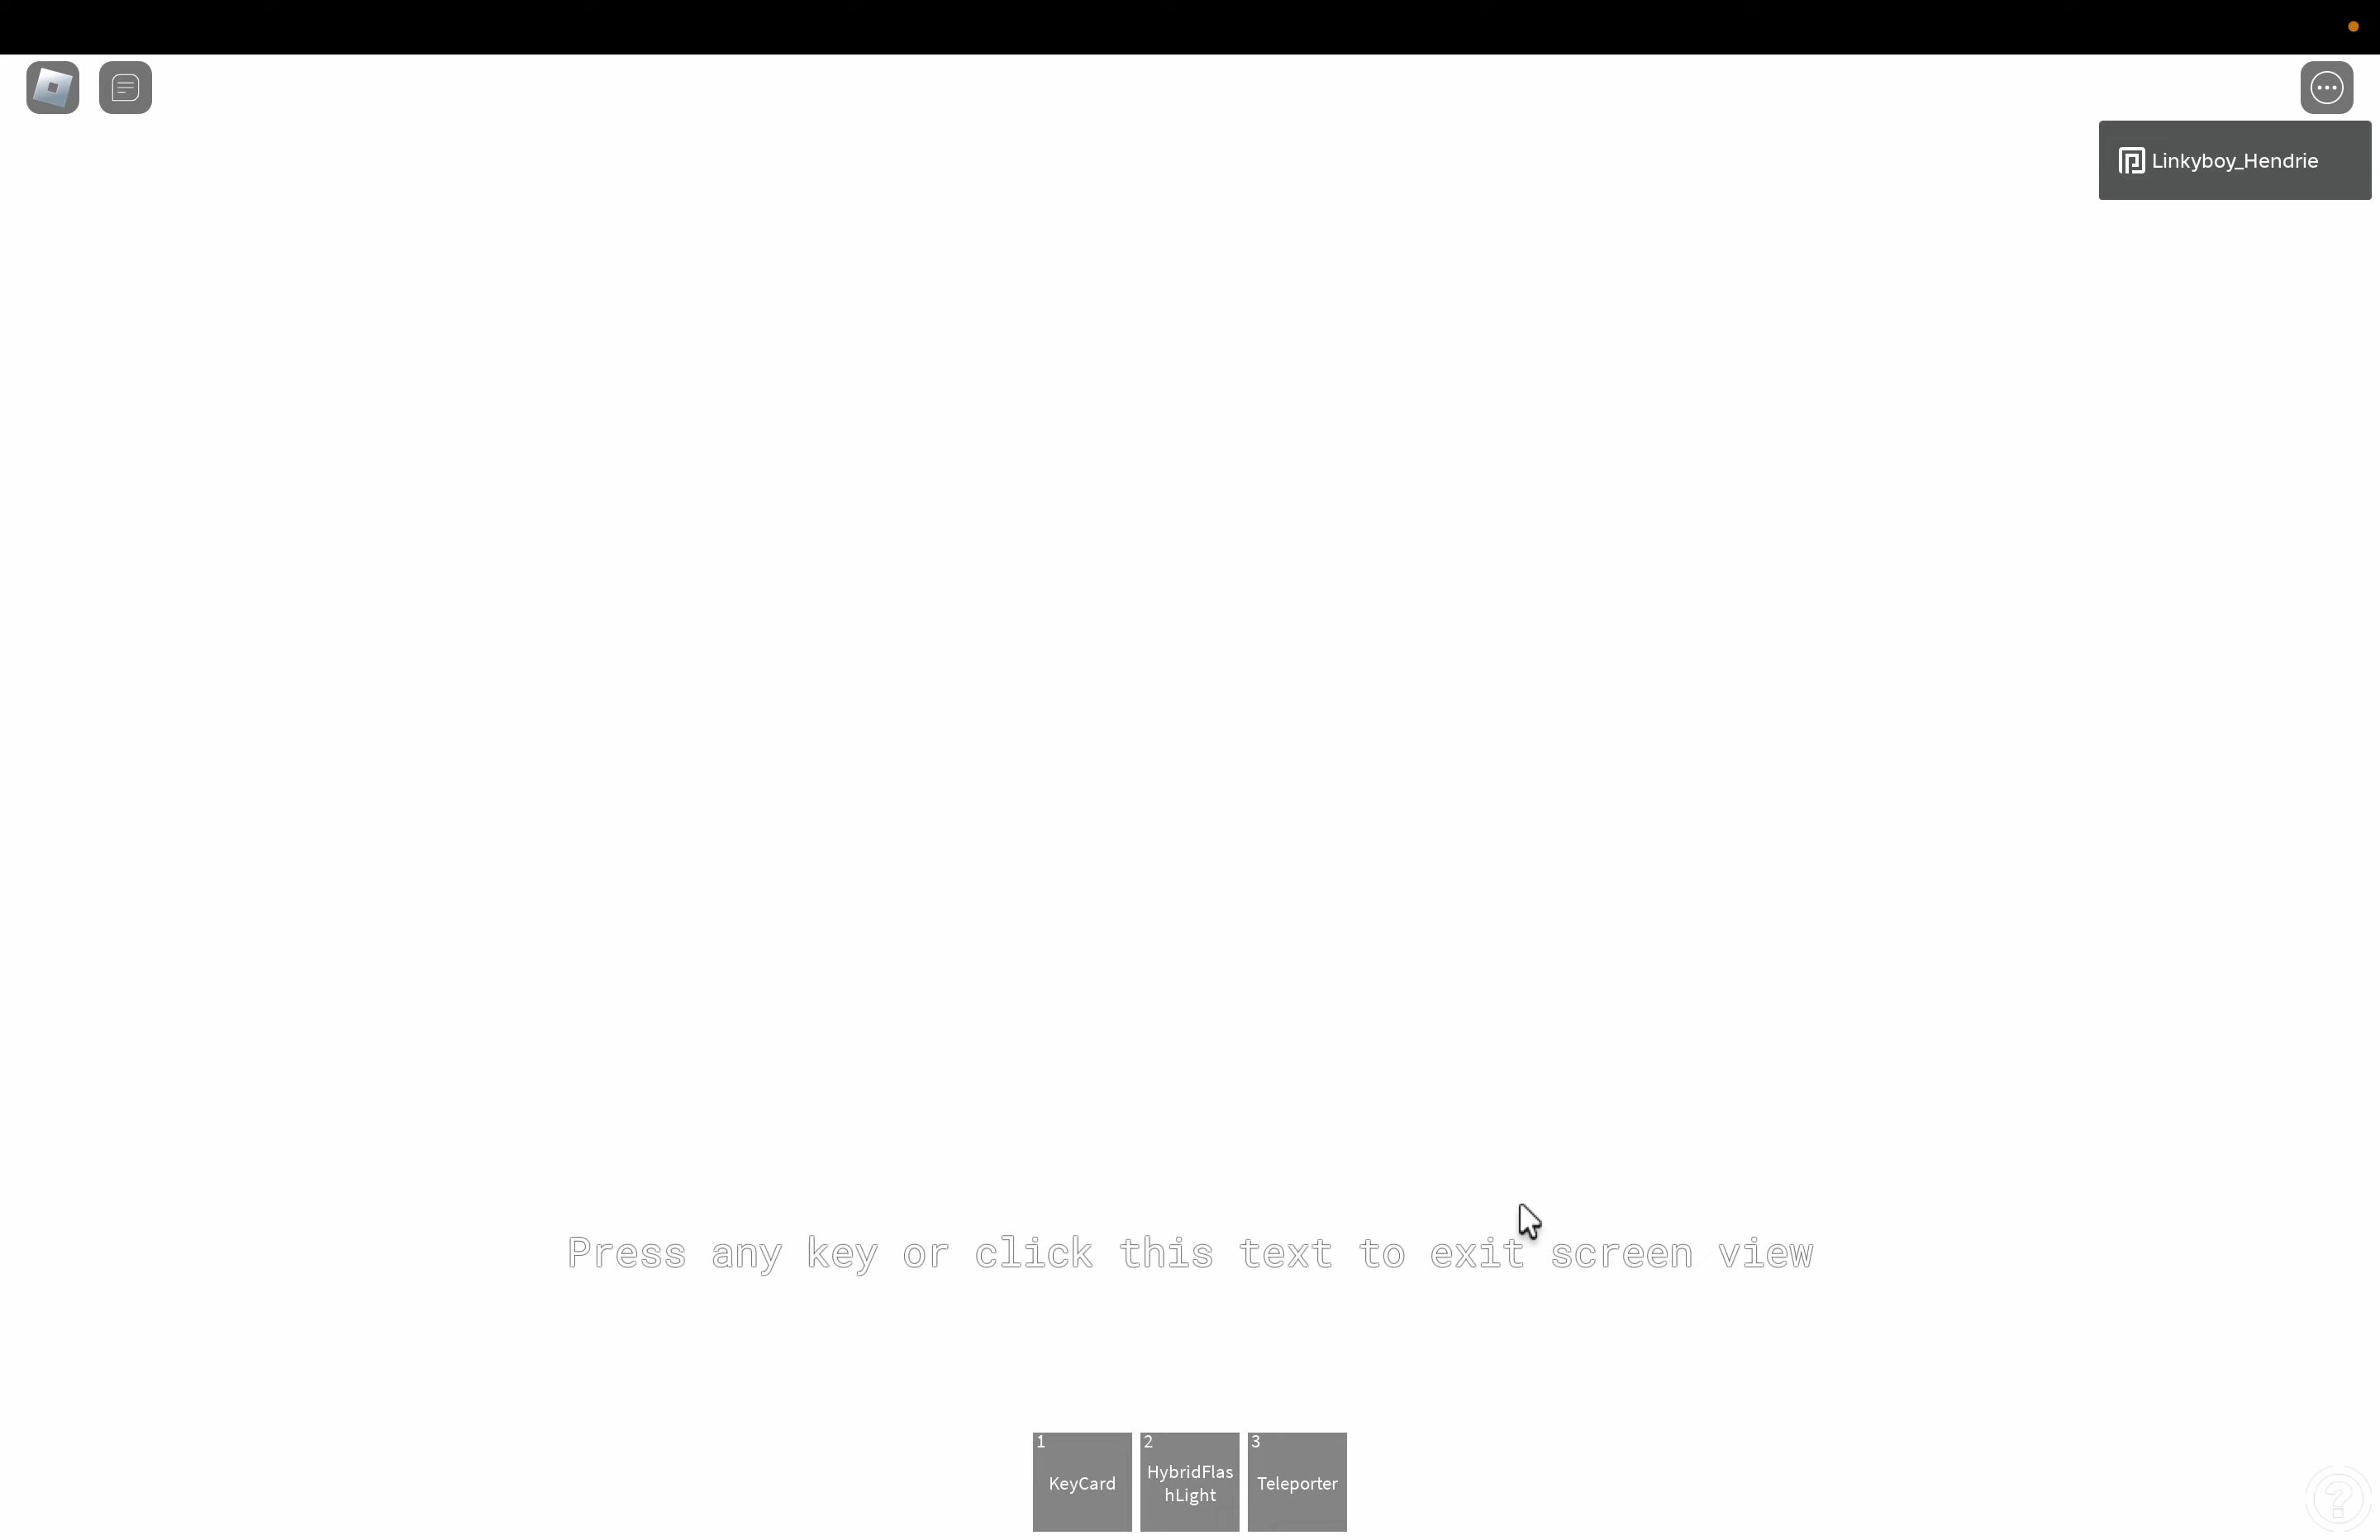 Linkyboy_Hendrie
Press any key or click this text to exit screen view
1
KeyCard
2
HybridFlas
hLight
3
Teleporter
?